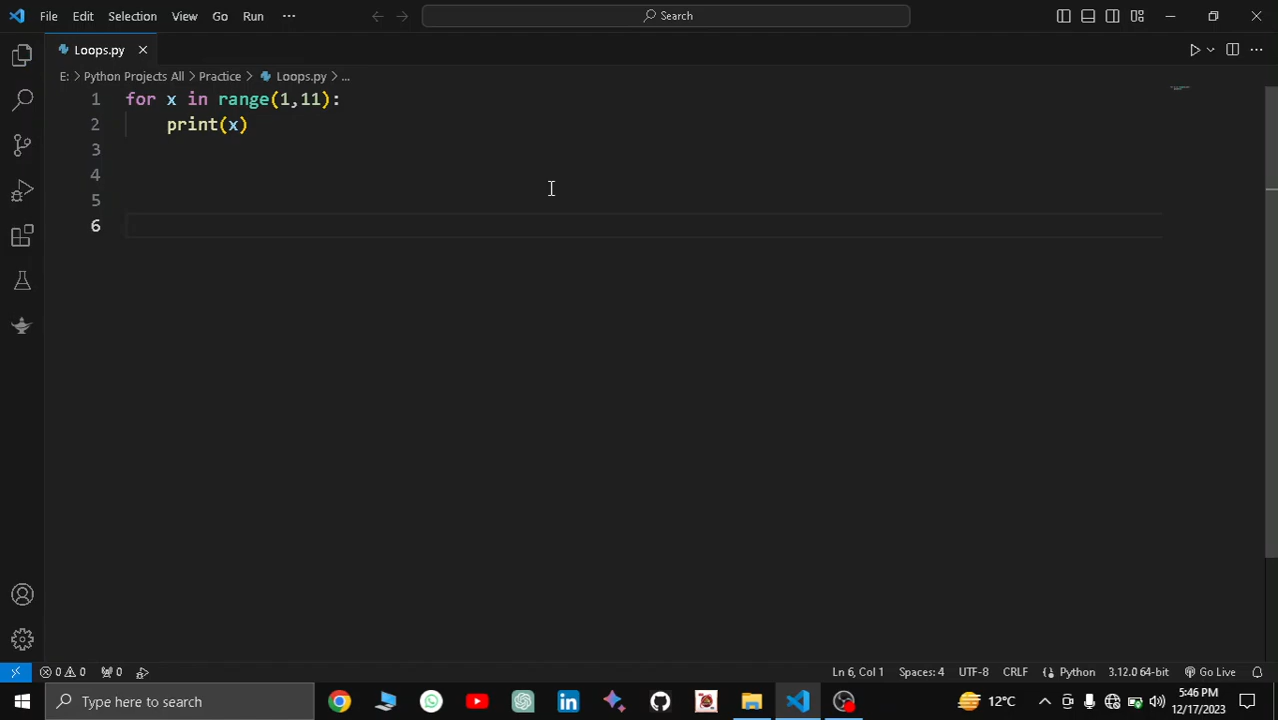 File Edit Selection View Go Run ··· Search
Loops.py
E: > Python Projects All > Practice > Loops.py > ...
1 for x in range(1,11):
2 print(x)
3
4
5
6
0 0 0 Ln 6, Col 1 Spaces: 4 UTF-8 CRLF Python 3.12.0 64-bit Go Live
Type here to search 12°C 5:46 PM
12/17/2023